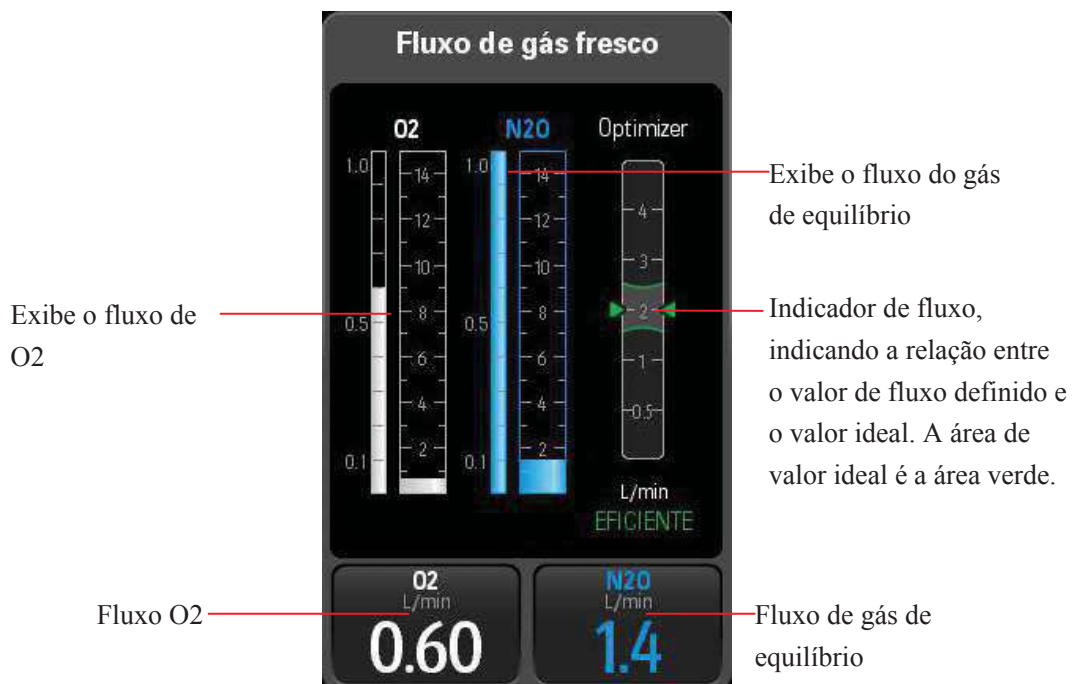 Fluxo de gás fresco
O2
N2O
Optimizer
1.0
0.5
0.1
14
12
10
8
6
4
2
1.0
0.5
0.1
14
12
10
8
6
4
2
4
3
2
1
0.5
L/min
EFICIENTE
O2
L/min
0.60
N2O
L/min
1.4
Exibe o fluxo de
O2
Fluxo O2
Exibe o fluxo do gás
de equilíbrio
Indicador de fluxo,
indicando a relação entre
o valor de fluxo definido e
o valor ideal. A área de
valor ideal é a área verde.
Fluxo de gás de
equilíbrio